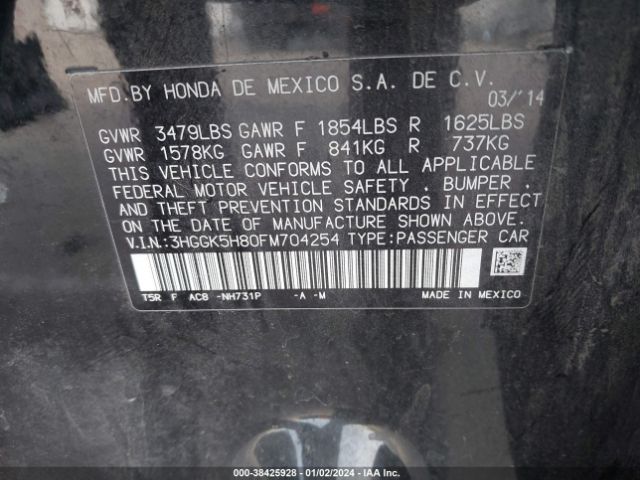 MFD.BY HONDA DE MEXICO S.A. DE C.V.
03/'14
GVWR 3479LBS GAWR F 1854LBS R 1625LBS
GVWR 1578KG GAWR F 841KG R 737KG
THIS VEHICLE CONFORMS TO ALL APPLICABLE
FEDERAL MOTOR VEHICLE SAFETY . BUMPER .
AND THEFT PREVENTION STANDARDS IN EFFECT
ON THE DATE OF MANUFACTURE SHOWN ABOVE.
V.I.N.:3HGGK5H80FM704254 TYPE:PASSENGER CAR
T5R F AC8 -NH731P -A -M MADE IN MEXICO
000-38425928 - 01/02/2024 - IAA Inc.